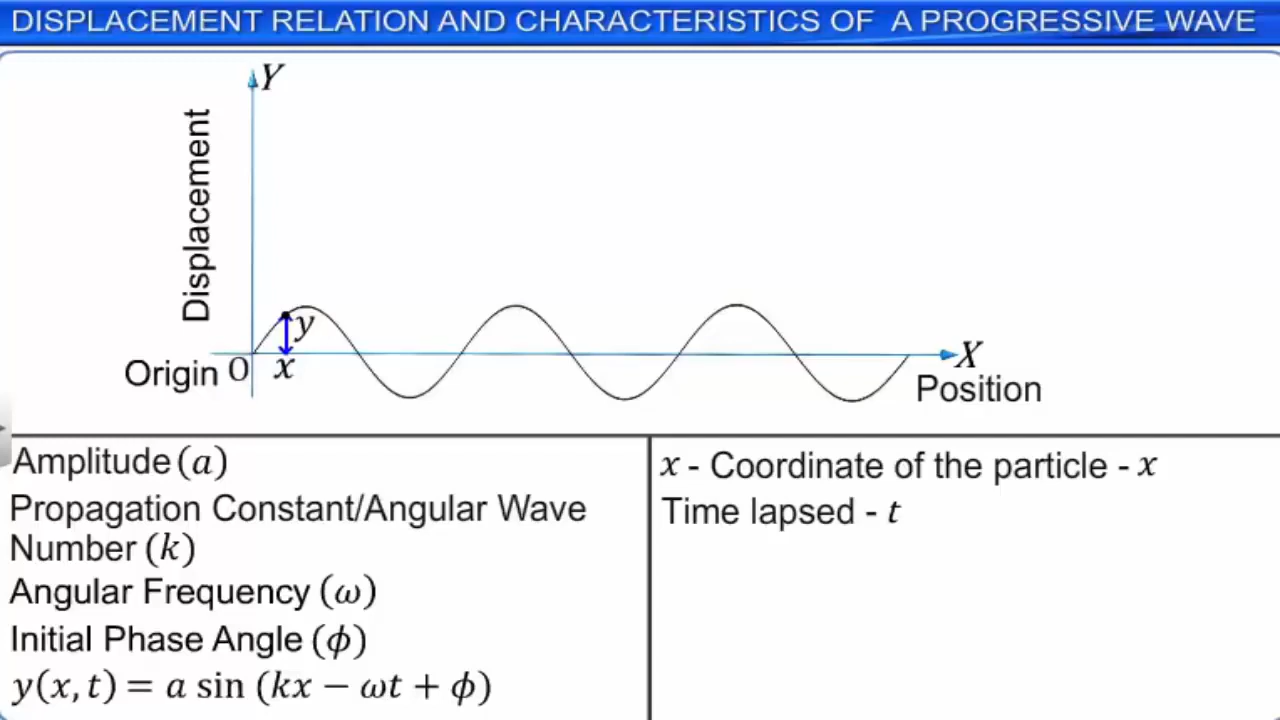 DISPLACEMENT RELATION AND CHARACTERISTICS OF A PROGRESSIVE WAVE
Y
Displacement
y
X
Origin O x
Position
Amplitude (a)
Propagation Constant/Angular Wave
Number (k)
Angular Frequency (ω)
Initial Phase Angle (ϕ)
y(x, t) = a sin (kx − ωt + ϕ)
x - Coordinate of the particle - x
Time lapsed - t